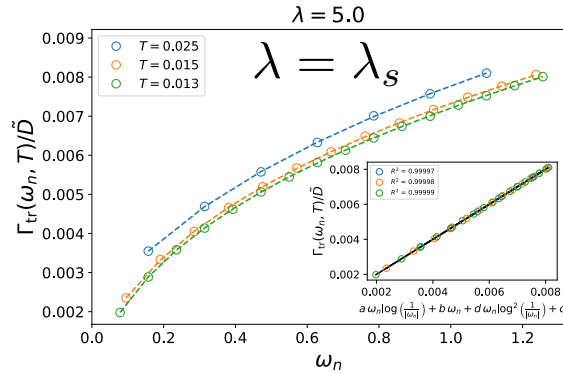 λ = 5.0
λ = λ_s
T = 0.025
T = 0.015
T = 0.013
Γ_tr(ω_n, T)/D̃
0.009
0.008
0.007
0.006
0.005
0.004
0.003
0.002
0.0 0.2 0.4 0.6 0.8 1.0 1.2
ω_n
R² = 0.99997
R² = 0.99998
R² = 0.99999
Γ_tr(ω_n, T)/D̃
0.008
0.006
0.004
0.002
0.002 0.004 0.006 0.008
a ω_n log(1/|ω_n|) + b ω_n + d ω_n log²(1/|ω_n|) +